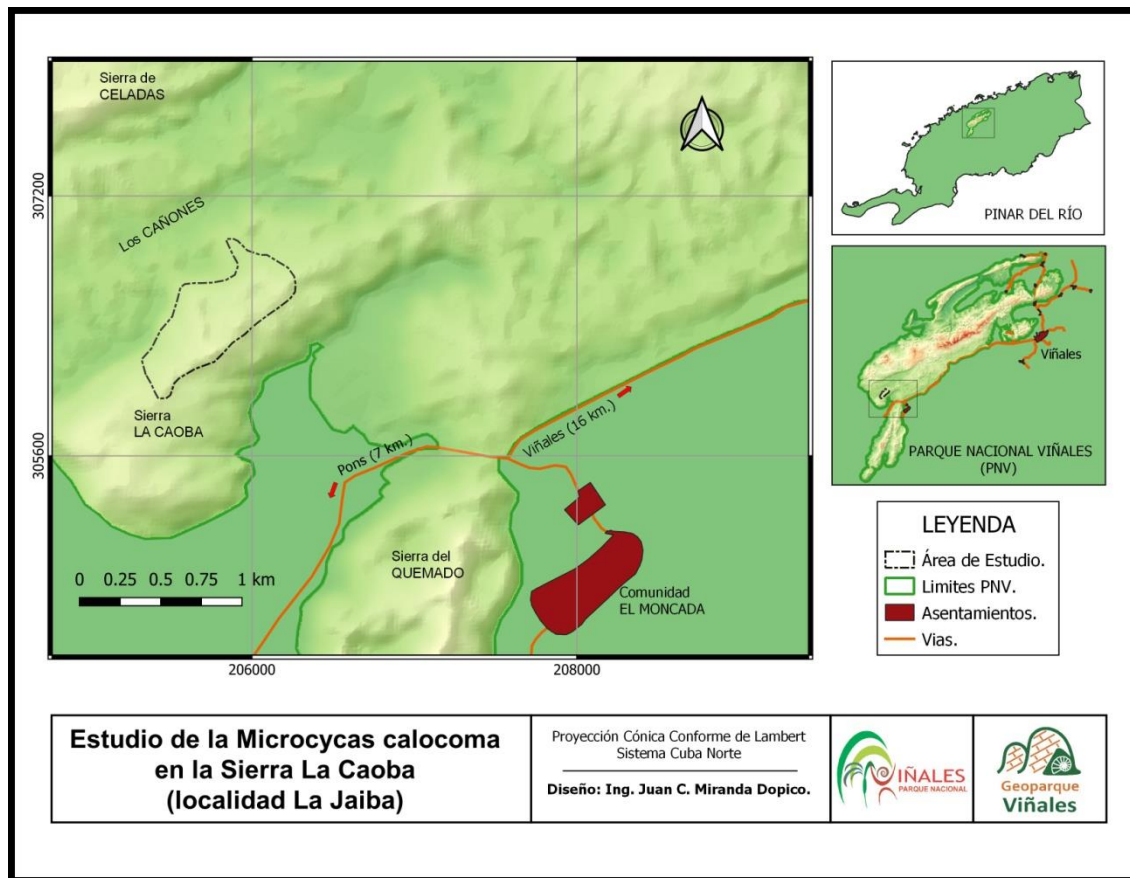 Sierra de
CELADAS
Los CAÑONES
Sierra
LA CAOBA
Pons (7 km.)
Viñales (16 km.)
Sierra del
QUEMADO
Comunidad
EL MONCADA
0 0.25 0.5 0.75 1 km
307200
305600
206000
208000
PINAR DEL RÍO
Viñales
PARQUE NACIONAL VIÑALES
(PNV)
LEYENDA
Área de Estudio.
Limites PNV.
Asentamientos.
Vias.
Estudio de la Microcycas calocoma
en la Sierra La Caoba
(localidad La Jaiba)
Proyección Cónica Conforme de Lambert
Sistema Cuba Norte
Diseño: Ing. Juan C. Miranda Dopico.
VIÑALES
PARQUE NACIONAL
Geoparque
Viñales